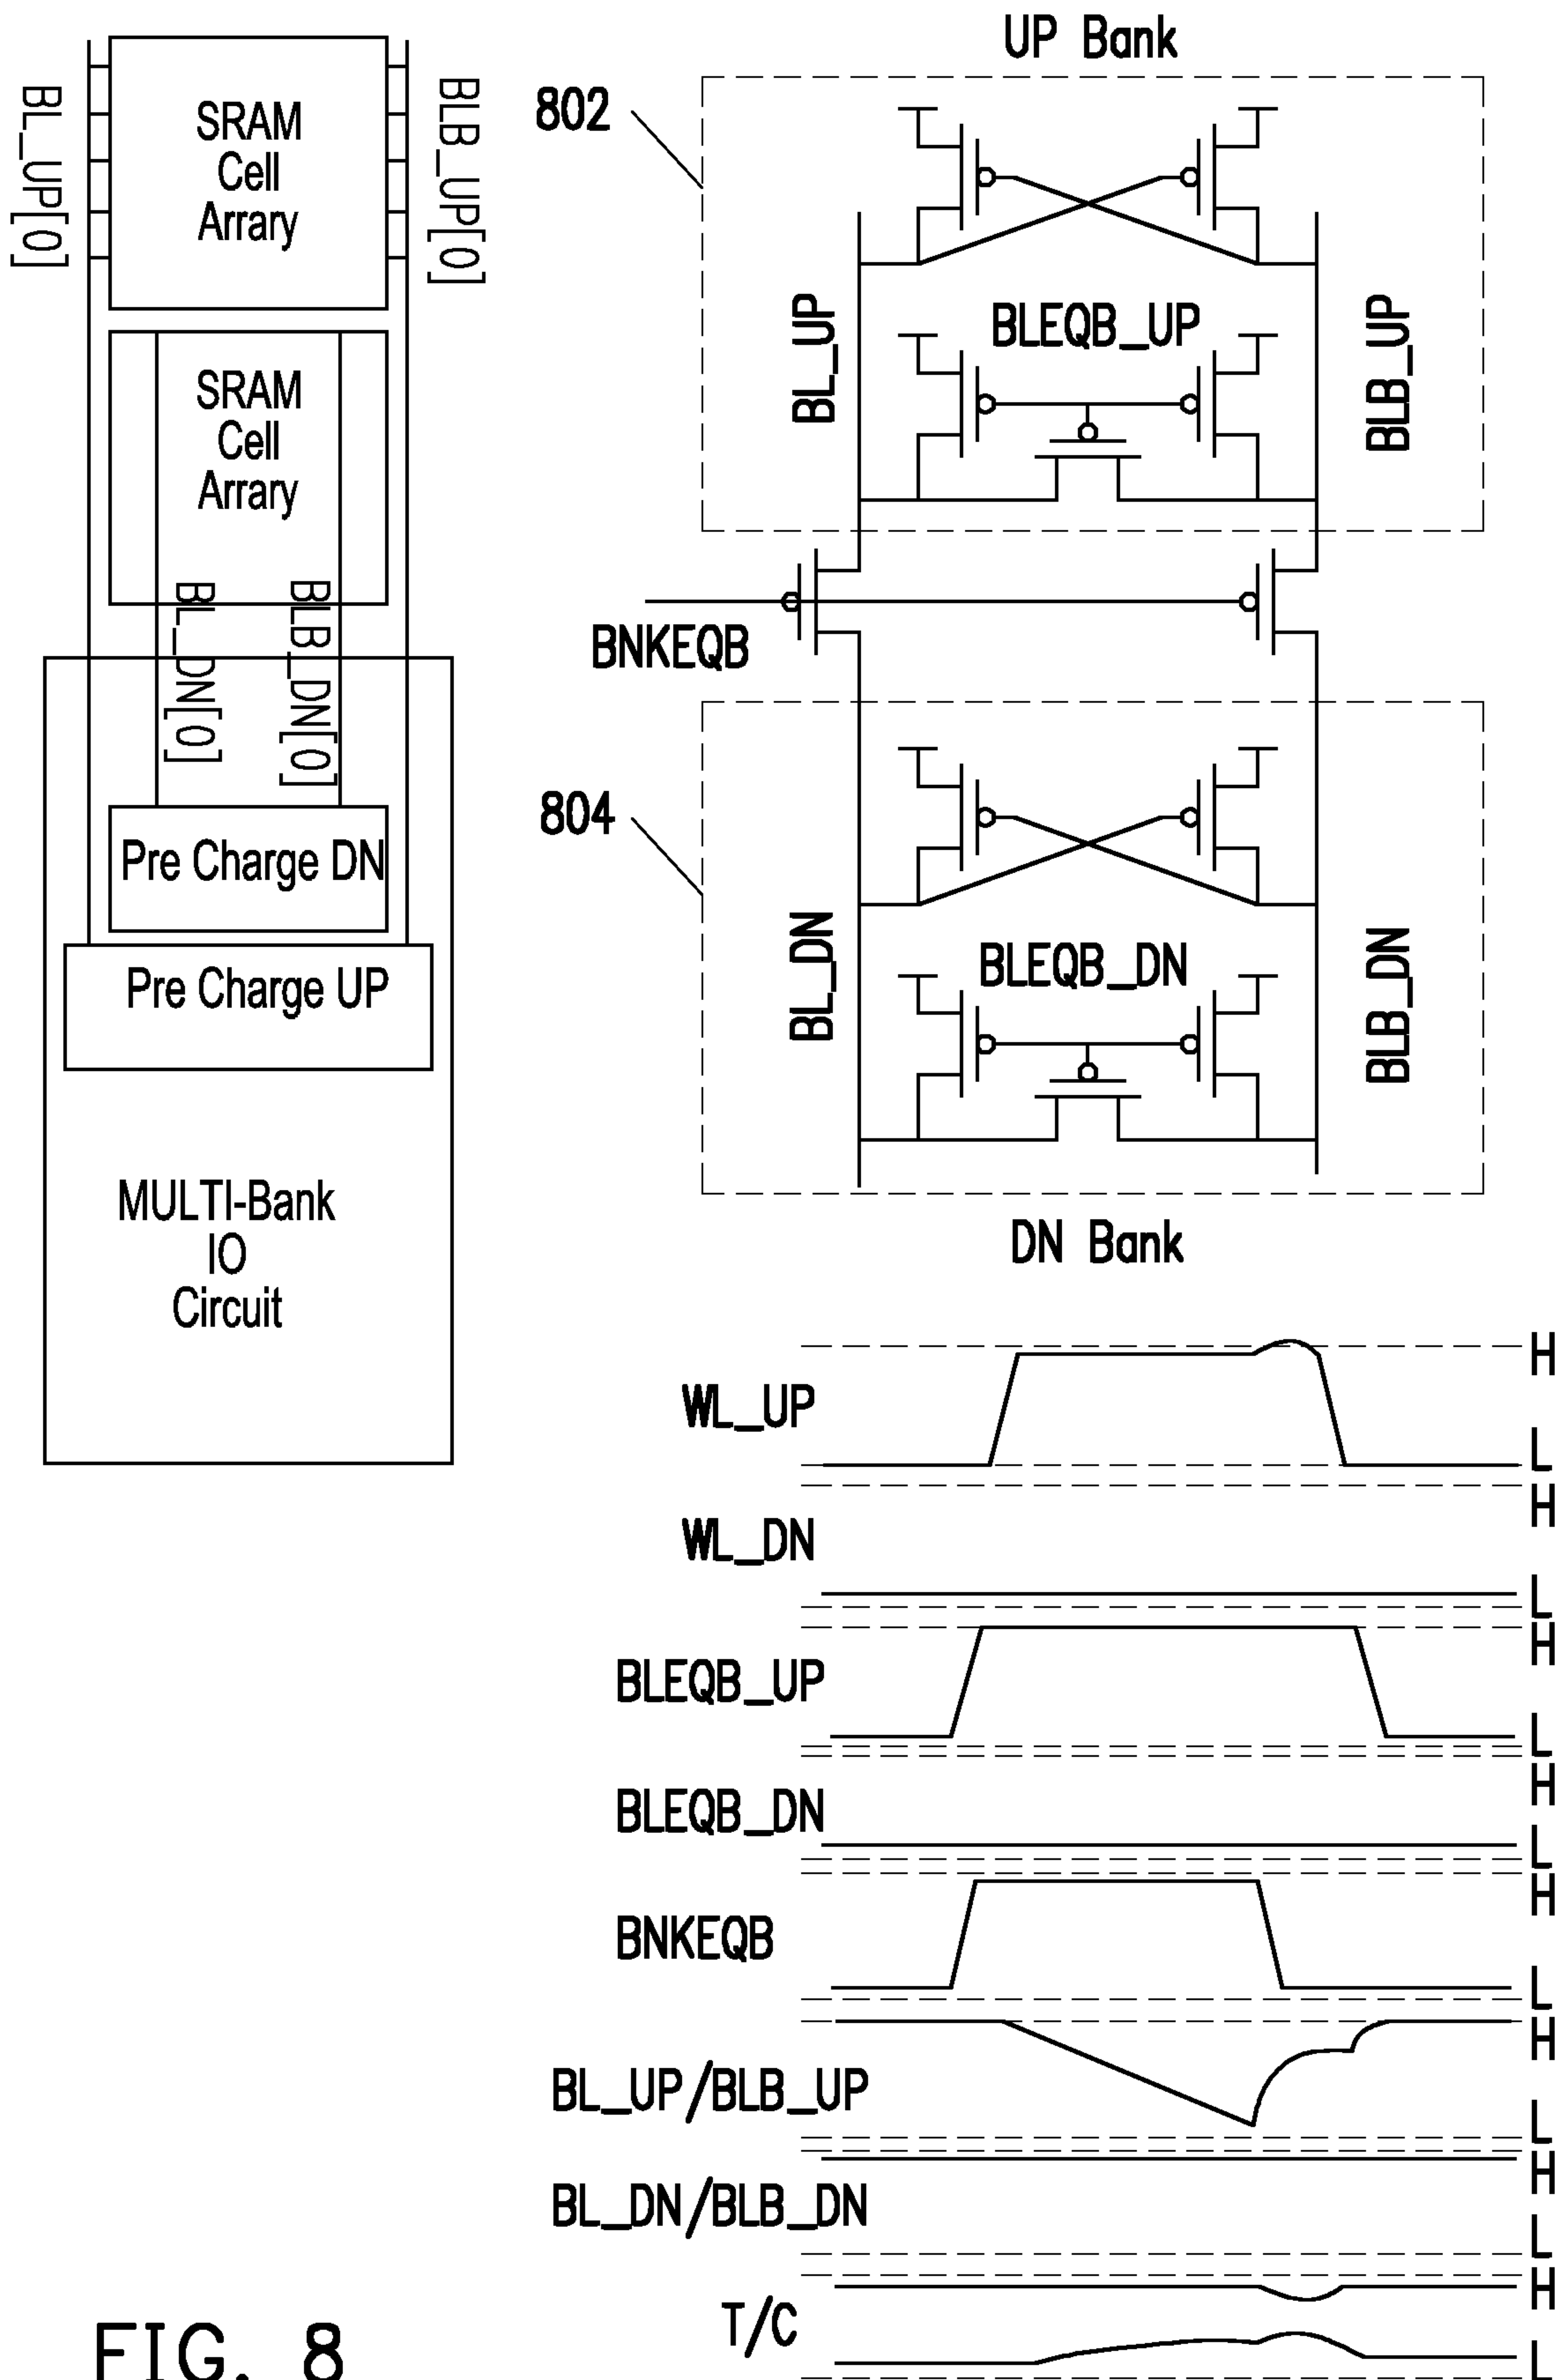 BL_UP[0]
SRAM
Cell
Arrary
BLB_UP[0]
SRAM
Cell
Arrary
BL_DN[0]
BLB_DN[0]
Pre Charge DN
Pre Charge UP
MULTI-Bank
IO
Circuit
UP Bank
802
BL_UP
BLEQB_UP
BLB_UP
BNKEQB
804
BL_DN
BLEQB_DN
BLB_DN
DN Bank
WL_UP
H
L
WL_DN
H
L
BLEQB_UP
H
L
BLEQB_DN
H
L
BNKEQB
H
L
BL_UP/BLB_UP
H
L
BL_DN/BLB_DN
H
L
T/C
H
L
FIG. 8